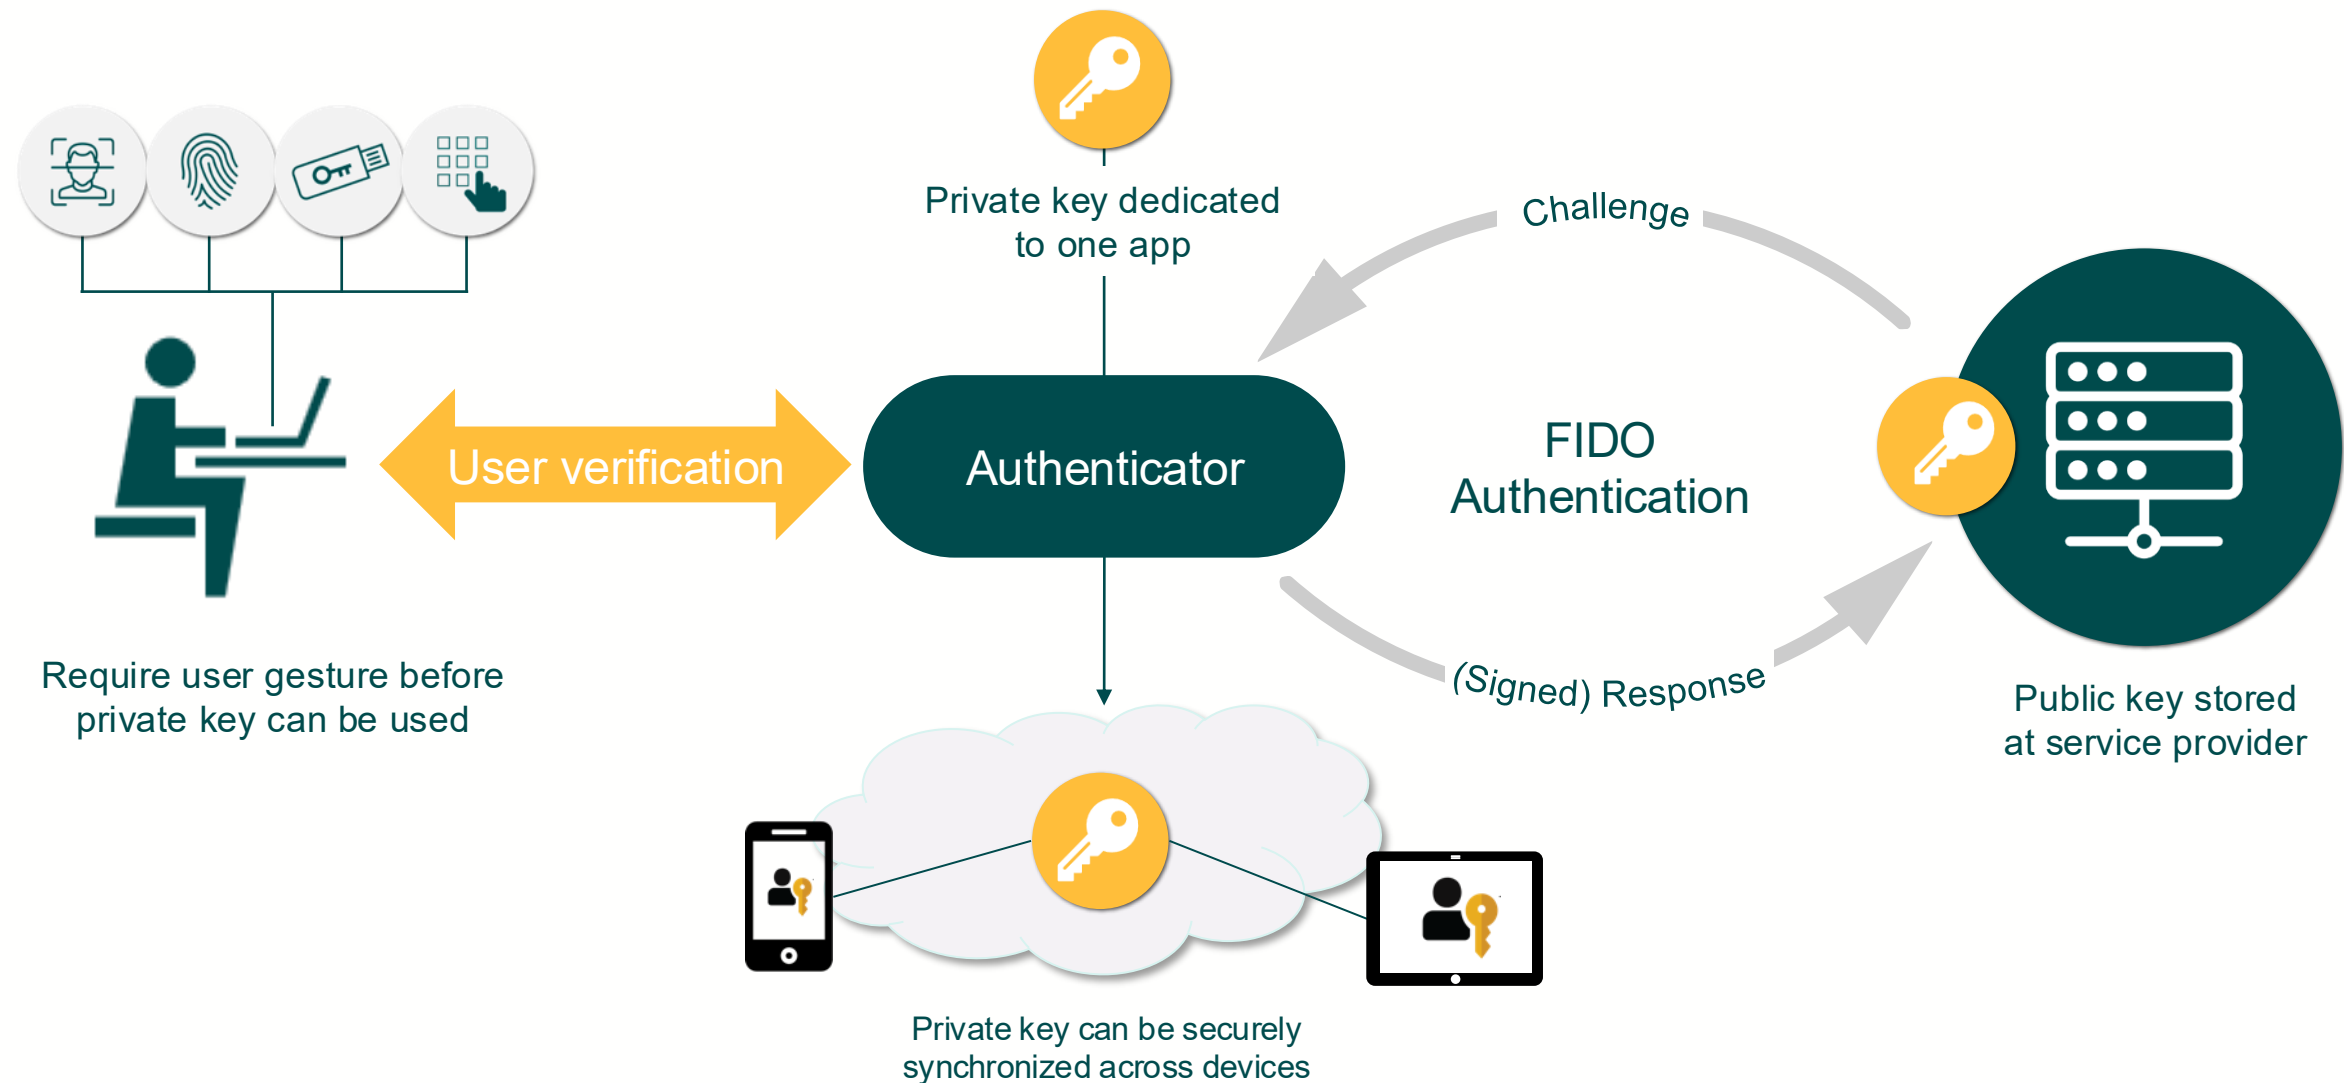 Private key dedicated
to one app
Challenge
User verification
Authenticator
FIDO
Authentication
(Signed) Response
Require user gesture before
private key can be used
Public key stored
at service provider
Private key can be securely
synchronized across devices